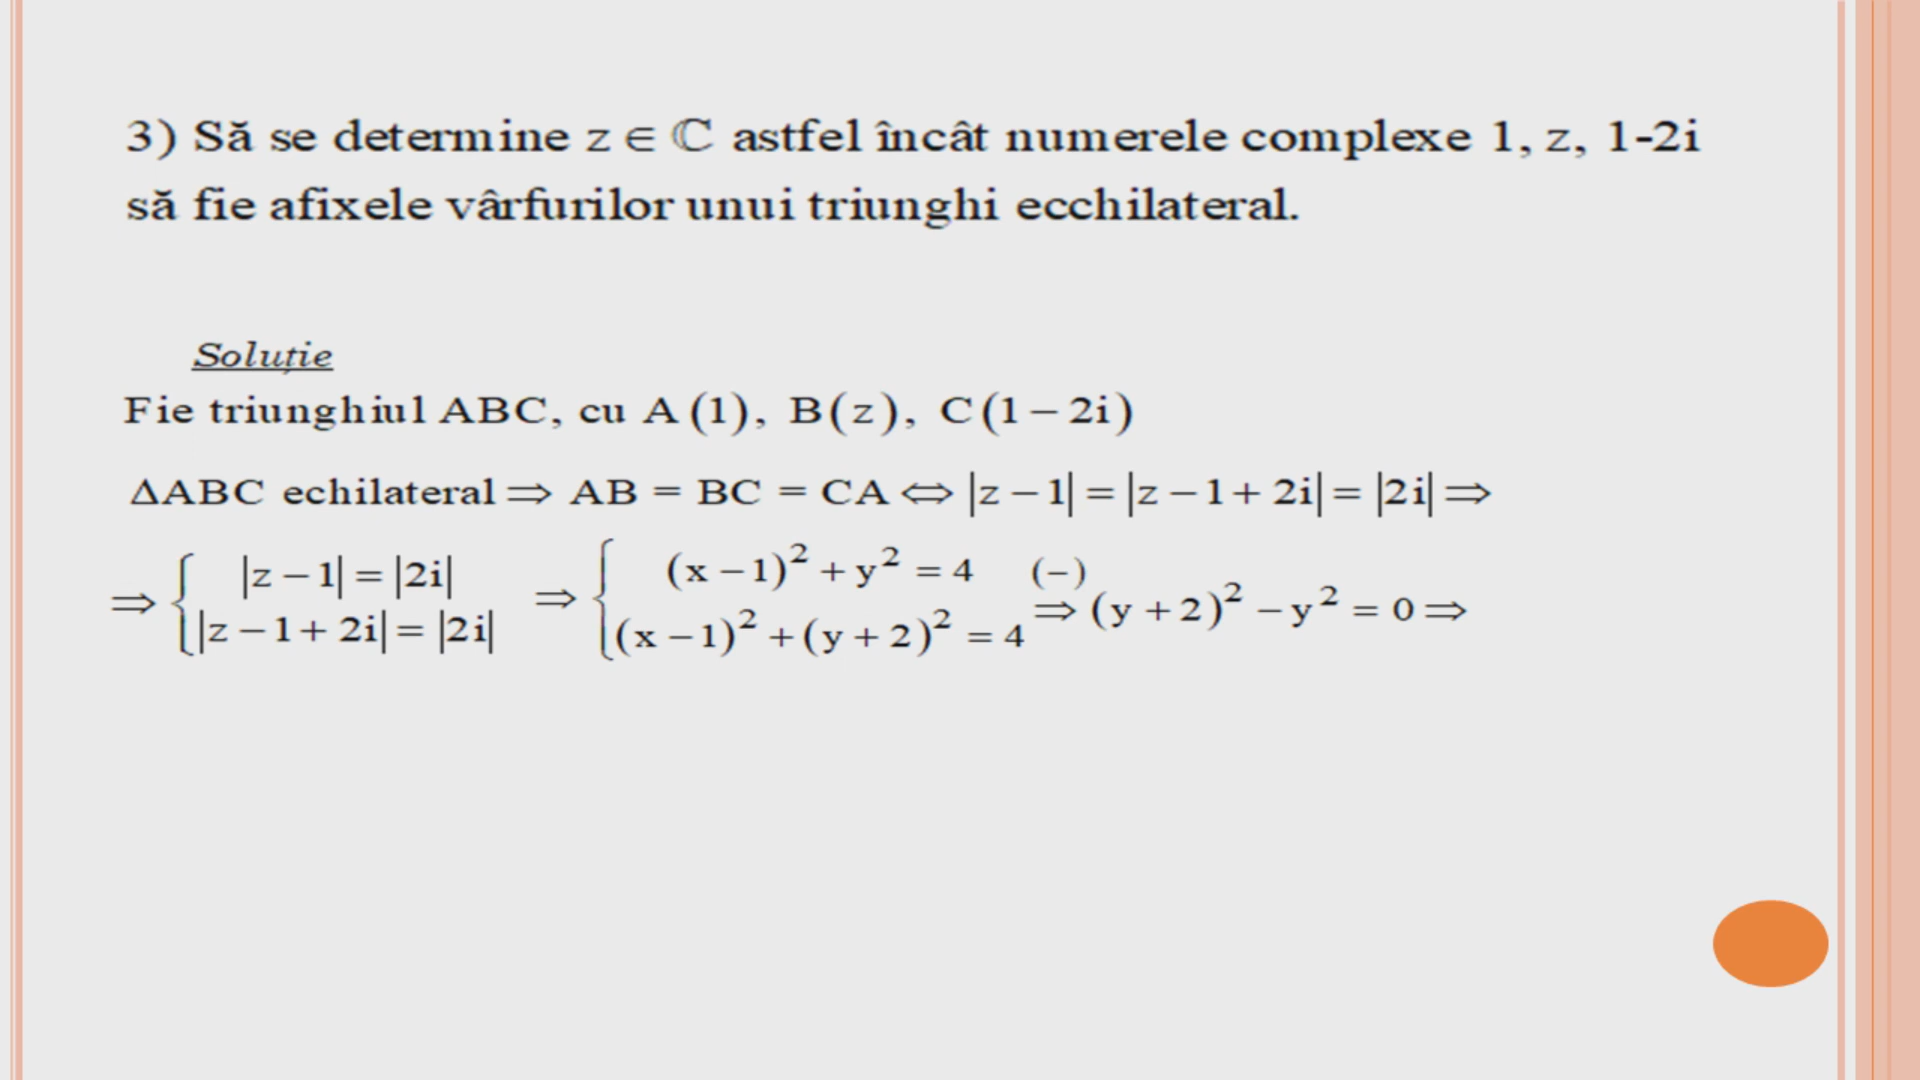 3) Să se determine z ∈ ℂ astfel încât numerele complexe 1, z, 1-2i
să fie afixele vârfurilor unui triunghi ecchilateral.
Soluție
Fie triunghiul ABC, cu A(1), B(z), C(1−2i)
ΔABC echilateral ⇒ AB = BC = CA ⇔ |z−1| = |z−1+2i| = |2i| ⇒
⇒ { |z−1| = |2i| ; |z−1+2i| = |2i| ⇒ { (x−1)² + y² = 4 ; (x−1)² + (y+2)² = 4 (−) ⇒ (y+2)² − y² = 0 ⇒